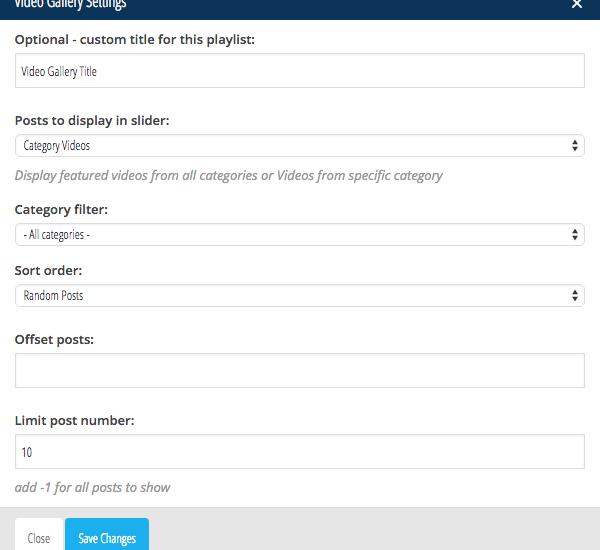 Video Gallery Settings
Optional - custom title for this playlist:
Video Gallery Title
Posts to display in slider:
Category Videos
Display featured videos from all categories or Videos from specific category
Category filter:
- All categories -
Sort order:
Random Posts
Offset posts:
Limit post number:
10
add -1 for all posts to show
Close
Save Changes